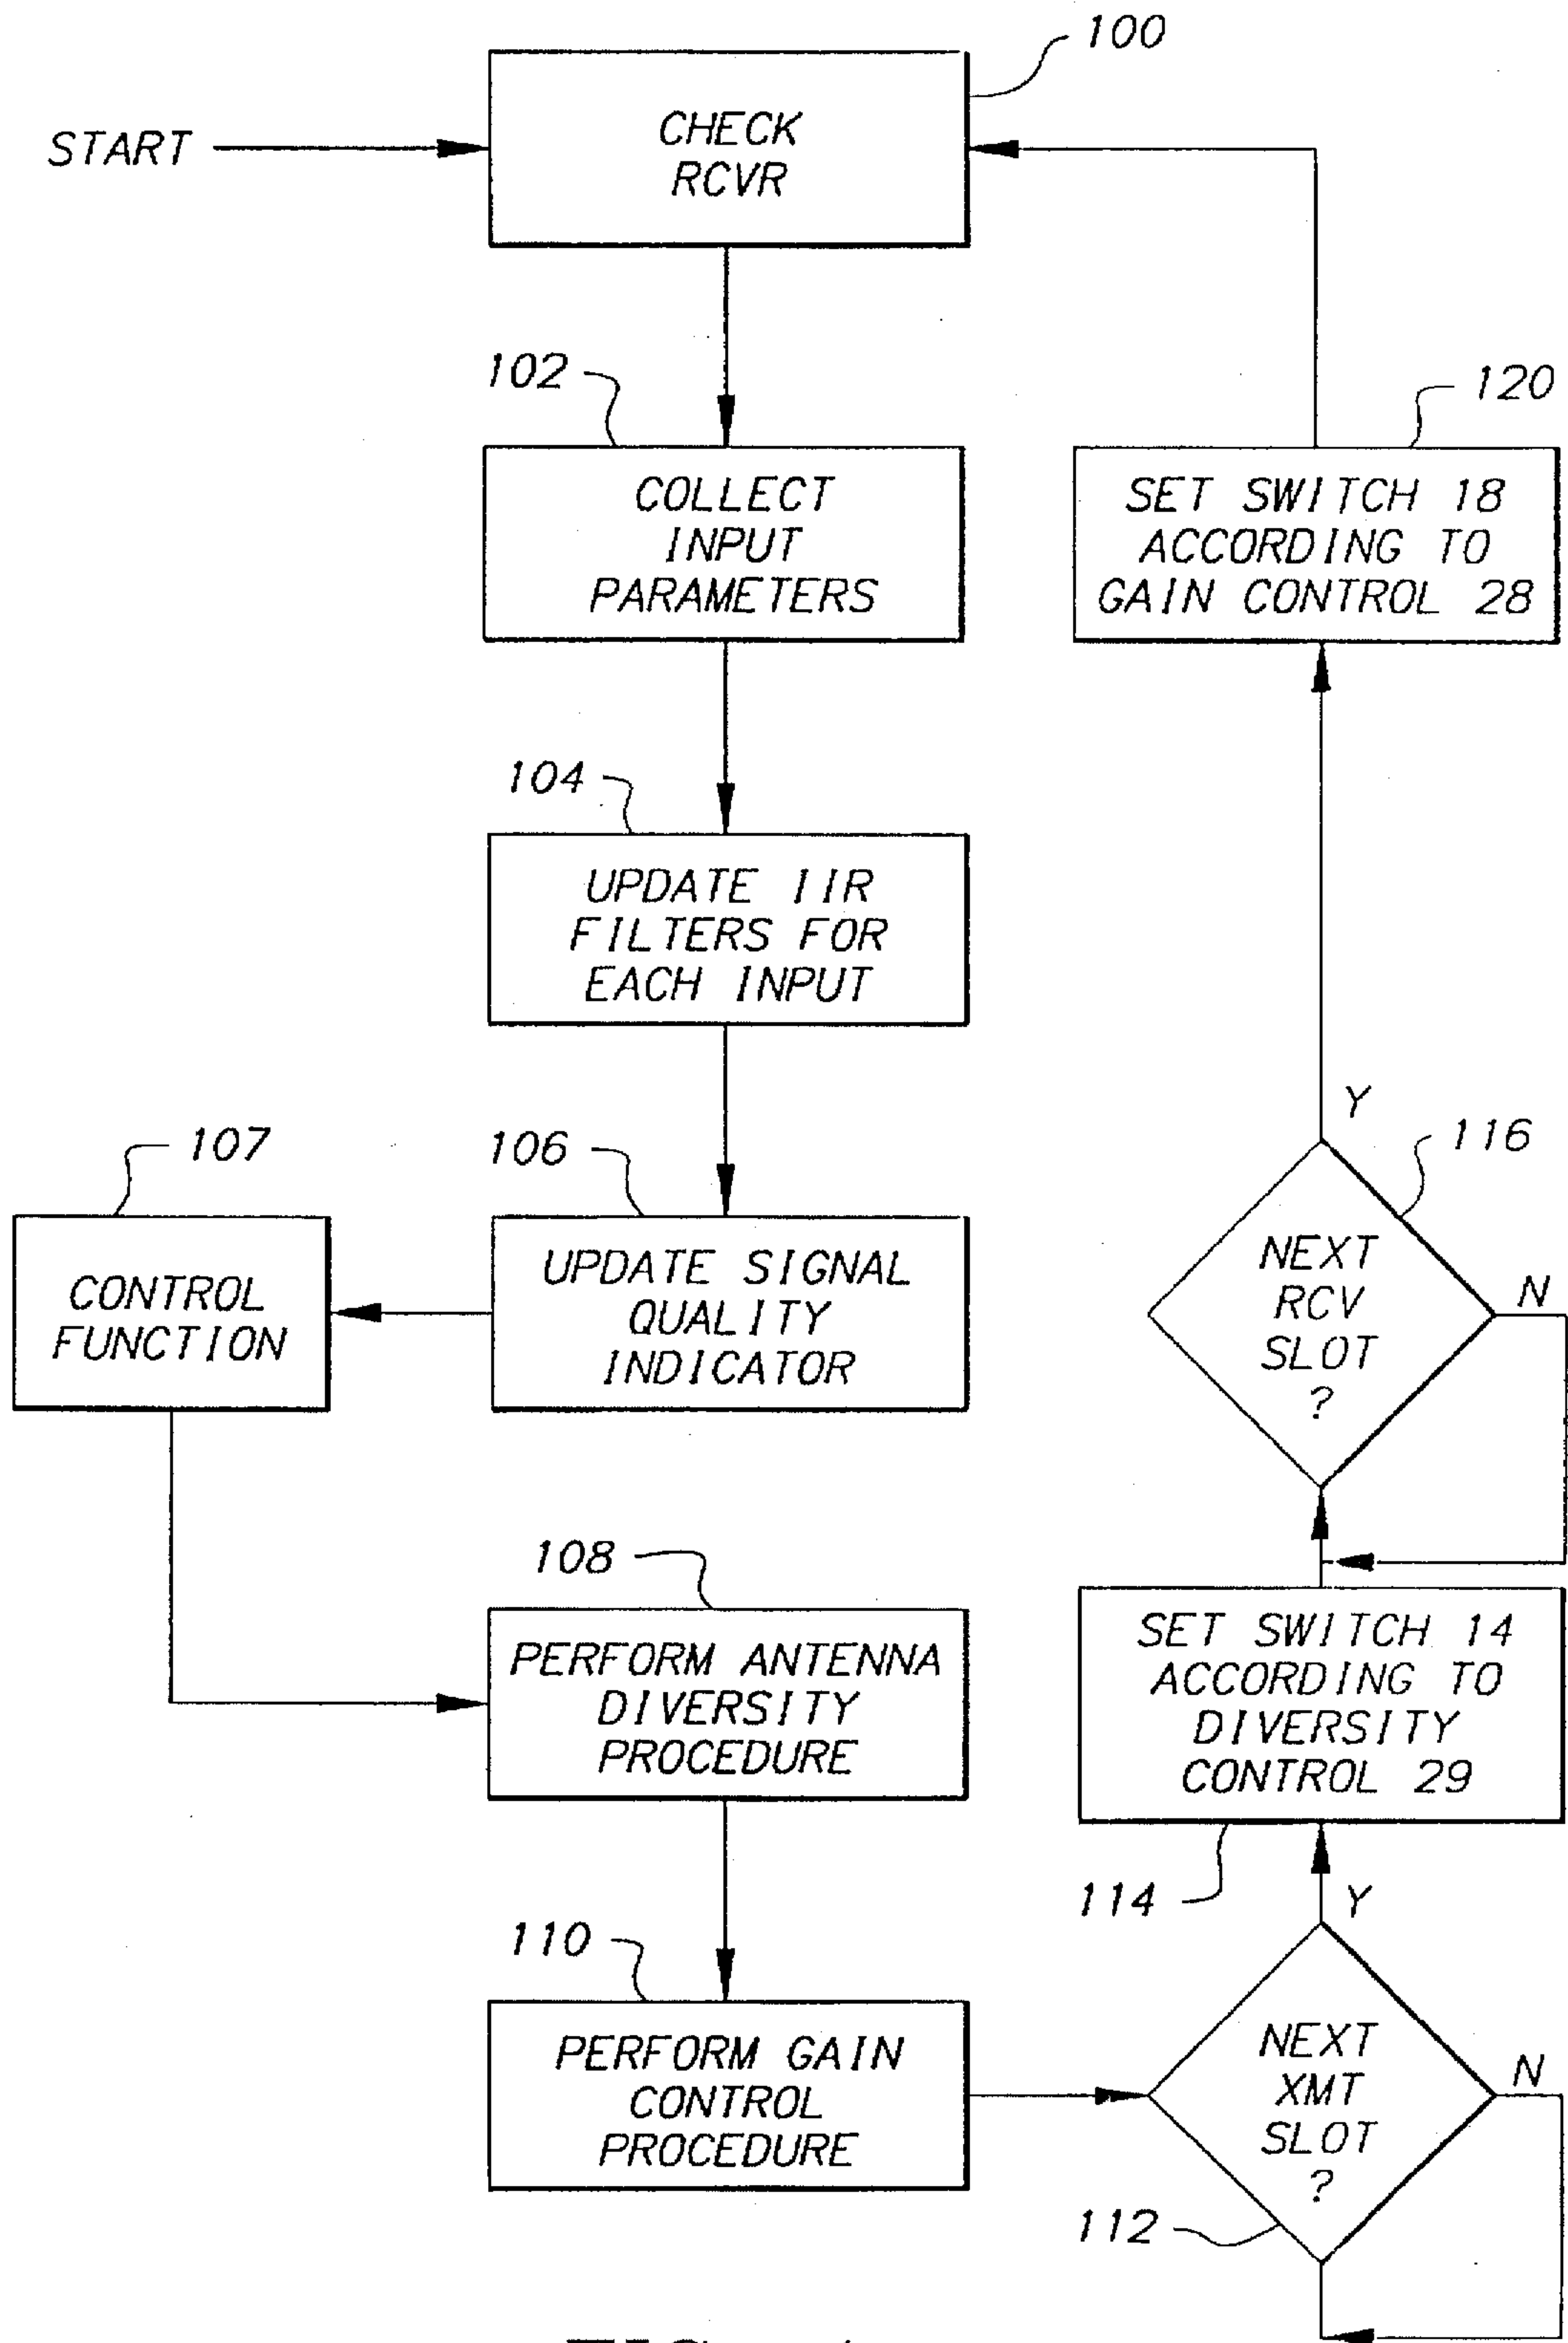 100
START
CHECK
RCVR
102
COLLECT
INPUT
PARAMETERS
120
SET SWITCH 18
ACCORDING TO
GAIN CONTROL 28
104
UPDATE IIR
FILTERS FOR
EACH INPUT
Y
116
107
106
CONTROL
FUNCTION
UPDATE SIGNAL
QUALITY
INDICATOR
NEXT
RCV
SLOT
?
N
108
PERFORM ANTENNA
DIVERSITY
PROCEDURE
SET SWITCH 14
ACCORDING TO
DIVERSITY
CONTROL 29
114
Y
110
PERFORM GAIN
CONTROL
PROCEDURE
NEXT
XMT
SLOT
?
N
112